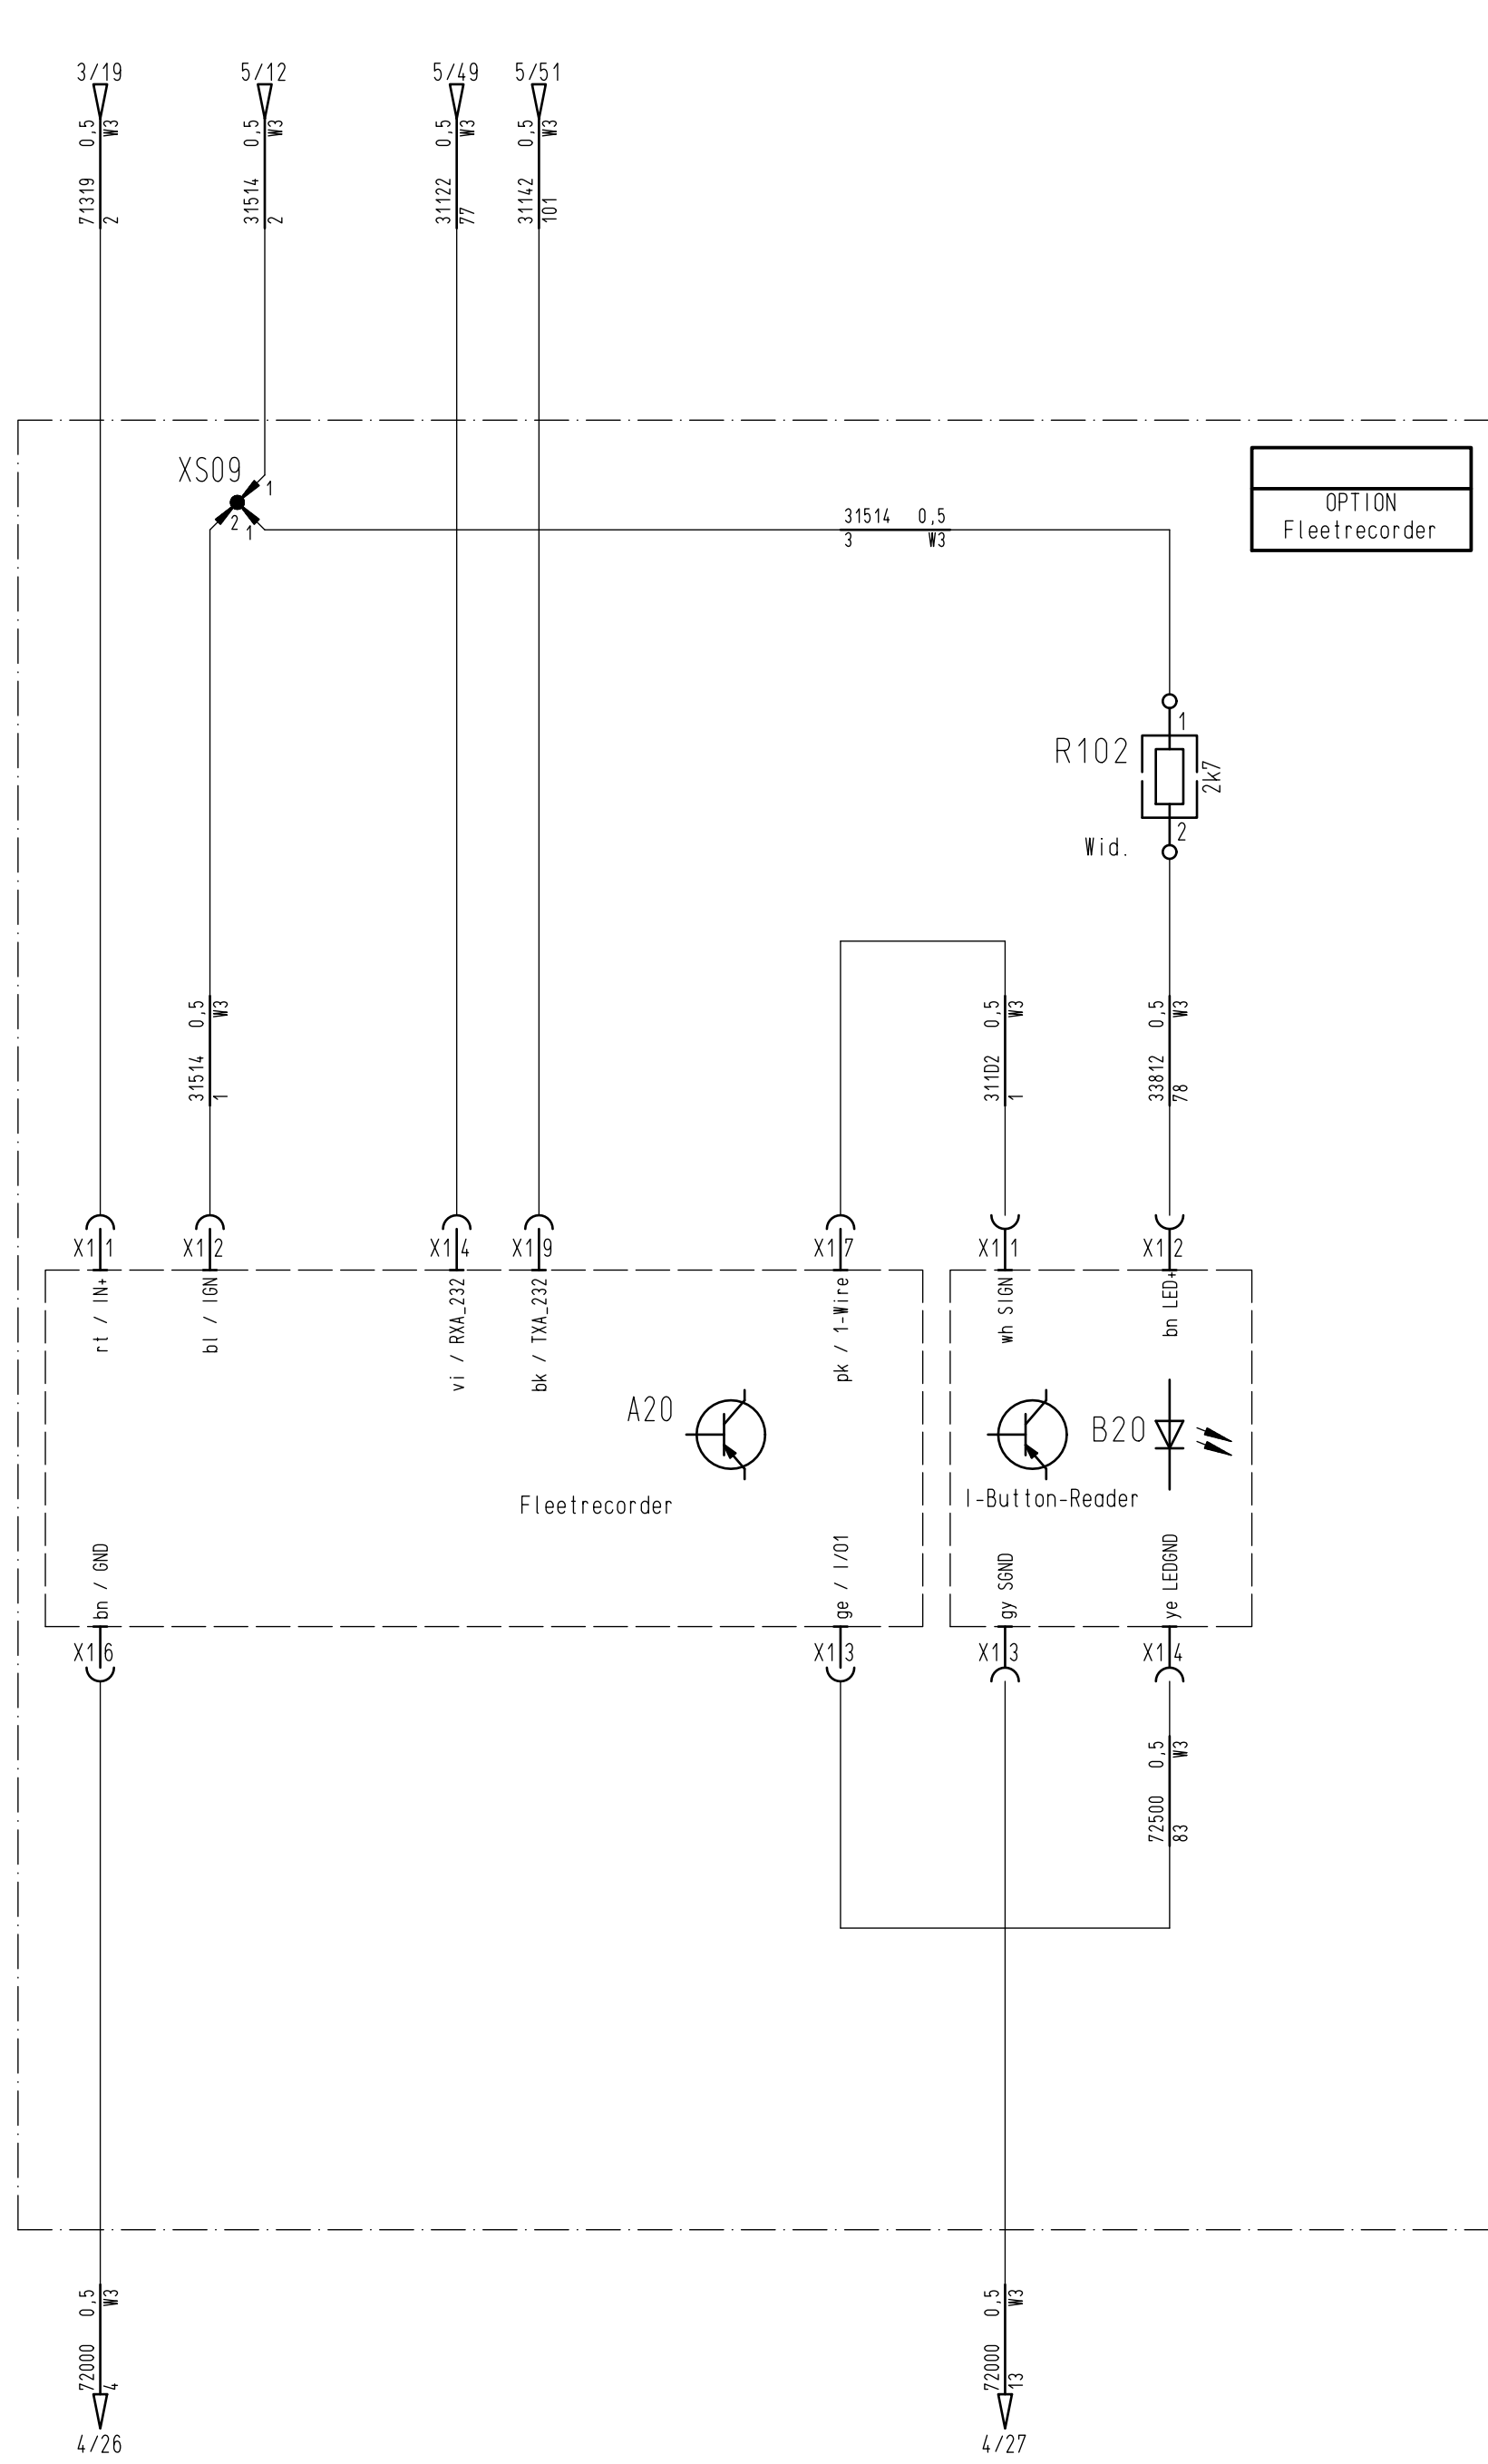 3/19
5/12
5/49
5/51
71319 0,5
2 W3
31514 0,5
2 W3
31122 0,5
77 W3
31142 0,5
101 W3
XS09
1
2
1
31514 0,5
3 W3
OPTION
Fleetrecorder
R102
1
2k7
2
Wid.
31514 0,5
1 W3
311D2 0,5
1 W3
33812 0,5
78 W3
X1 1
X1 2
X1 4
X1 9
X1 7
X1 1
X1 2
rt / IN+
bl / IGN
vi / RXA_232
bk / TXA_232
pk / 1-Wire
wh SIGN
bn LED+
A20
B20
Fleetrecorder
I-Button-Reader
bn / GND
ge / I/O1
gy SGND
ye LEDGND
X1 6
X1 3
X1 3
X1 4
72500 0,5
83 W3
72000 0,5
4 W3
72000 0,5
13 W3
4/26
4/27